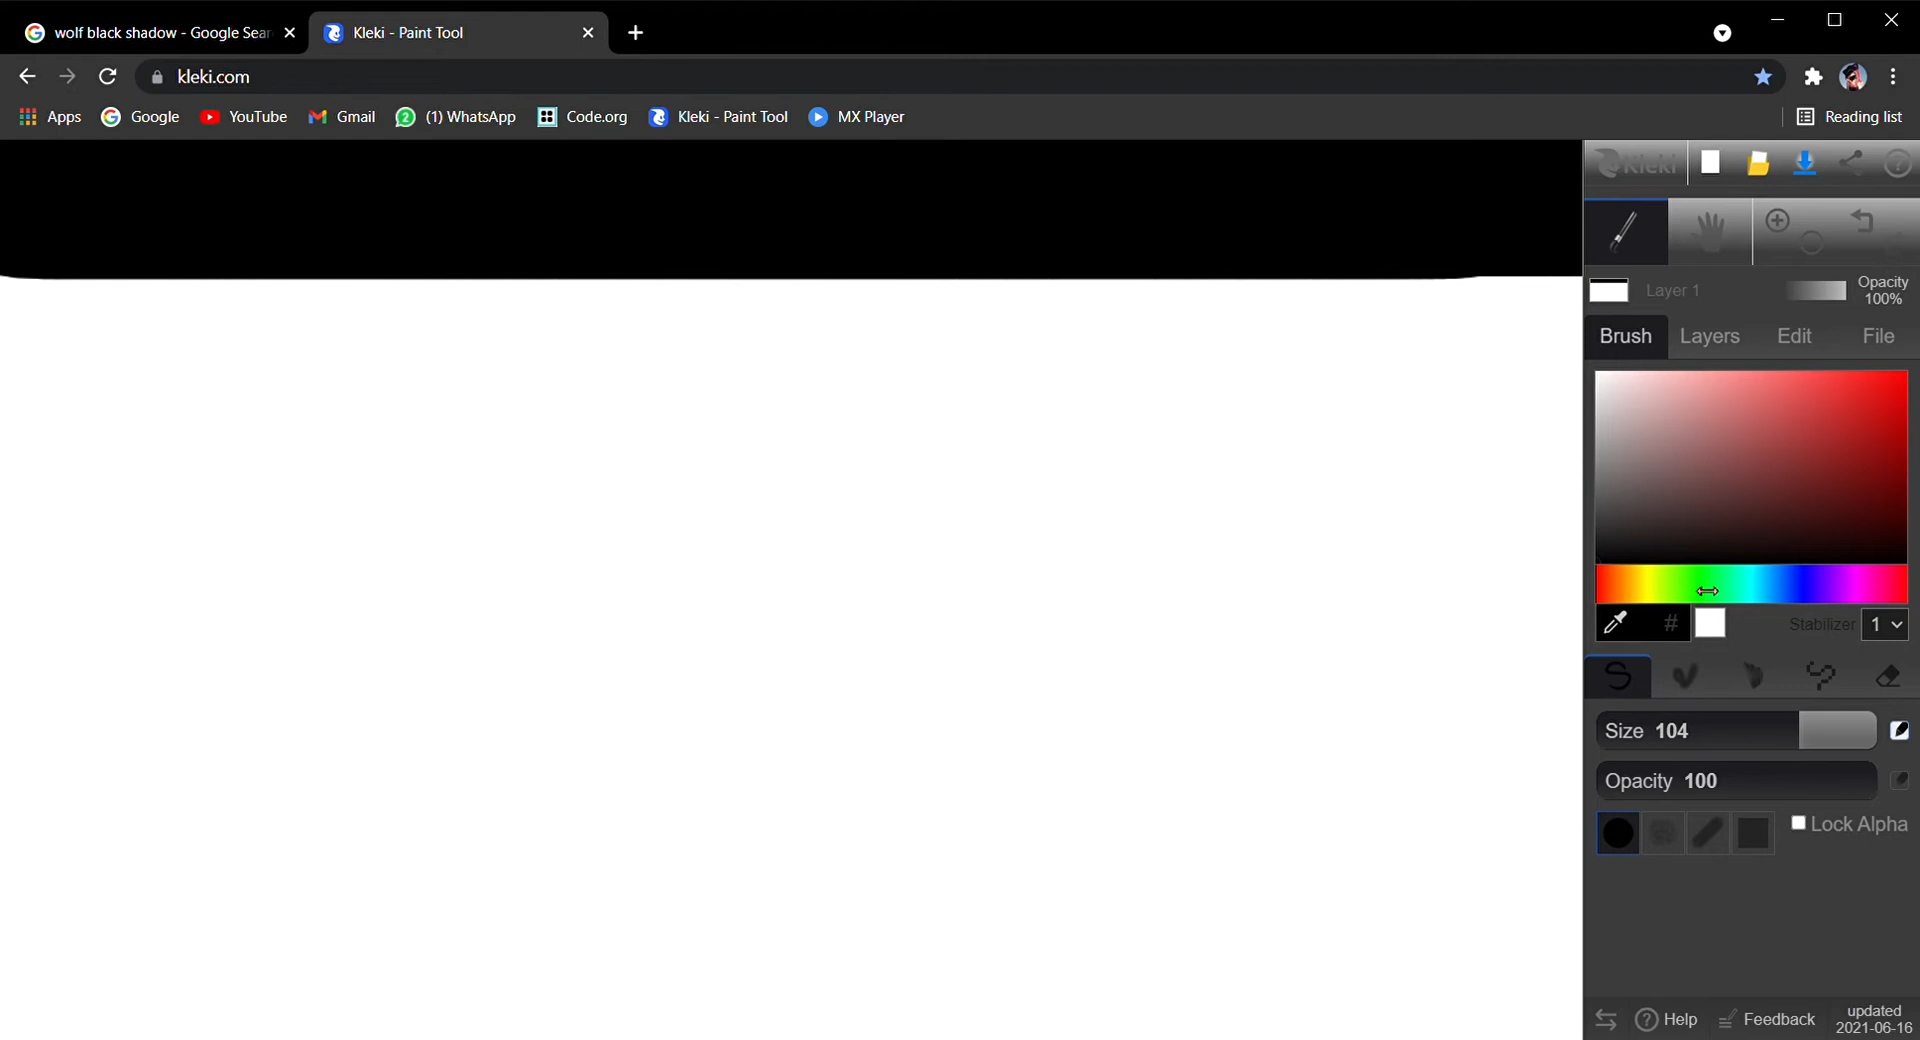 wolf black shadow - Google Sear
Kleki - Paint Tool
kleki.com
Apps
Google
YouTube
Gmail
2
(1) WhatsApp
Code.org
Kleki - Paint Tool
MX Player
Reading list
Kleki
?
Layer 1
Opacity
100%
Brush
Layers
Edit
File
#
Stabilizer
1
Size 104
Opacity 100
Lock Alpha
? Help
Feedback
updated
2021-06-16